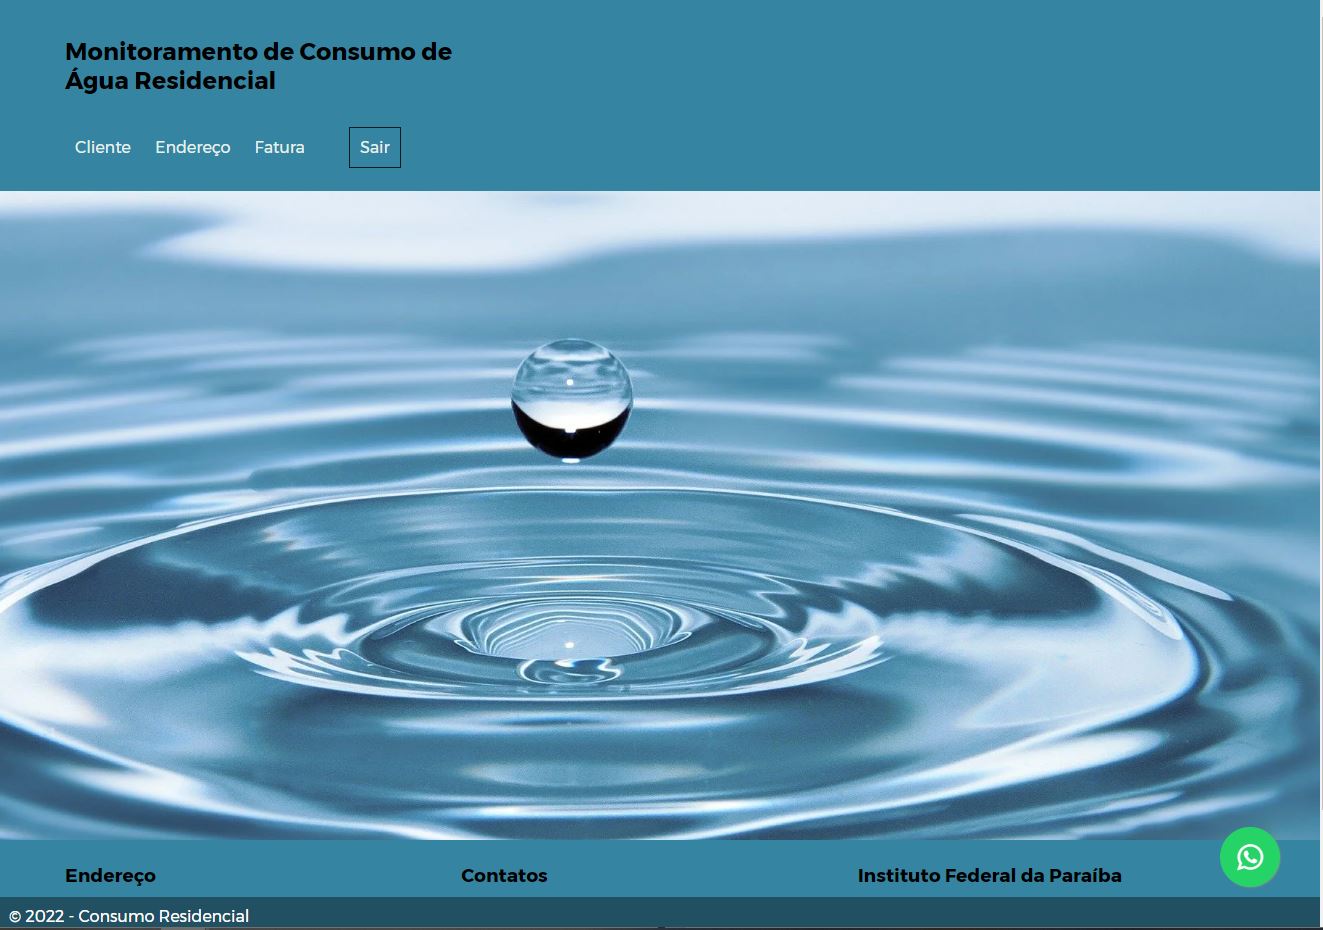 Monitoramento de Consumo de
Água Residencial
Cliente Endereço Fatura Sair
Endereço Contatos Instituto Federal da Paraíba
© 2022 - Consumo Residencial